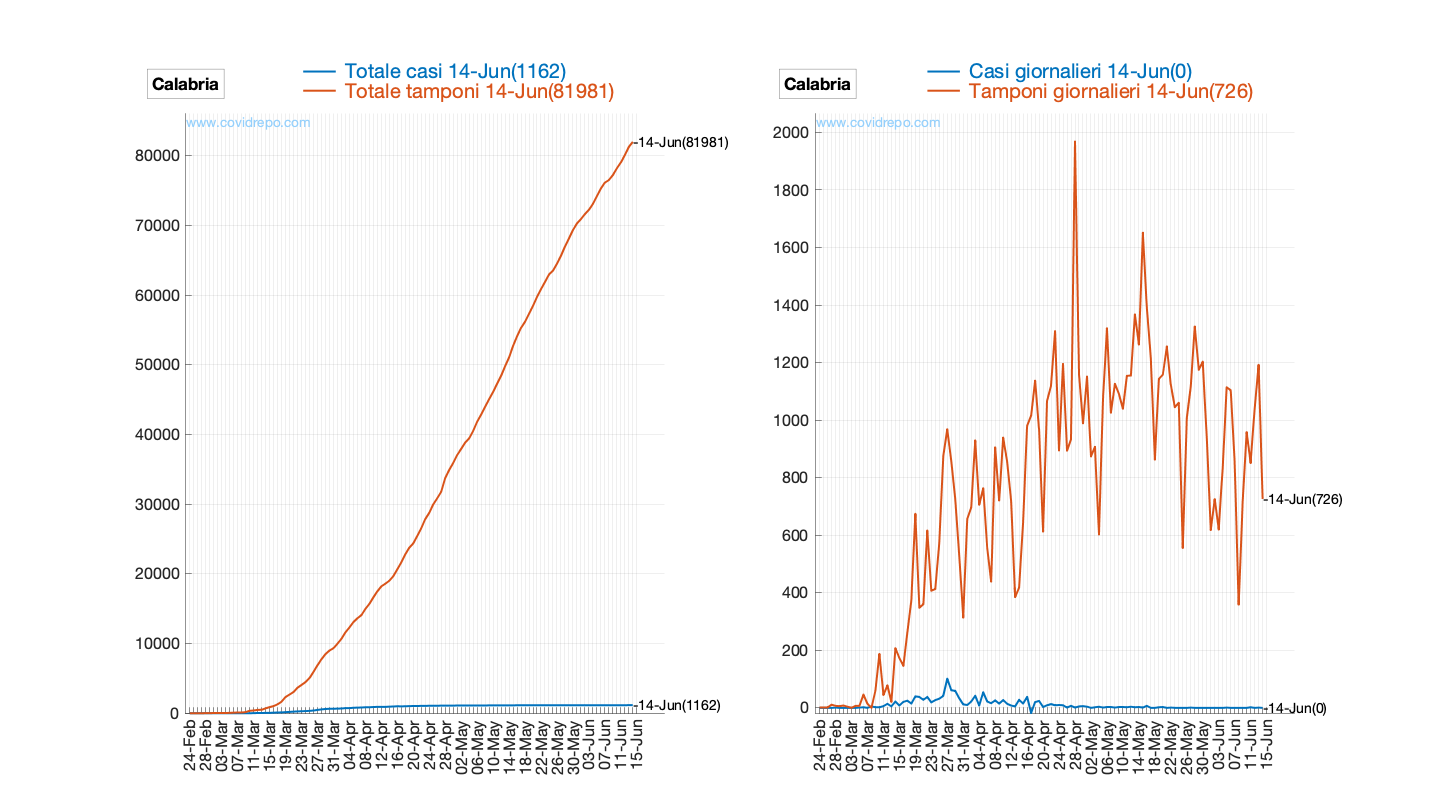 Calabria
Totale casi 14-Jun(1162)
Totale tamponi 14-Jun(81981)
www.covidrepo.com
14-Jun(81981)
80000
70000
60000
50000
40000
30000
20000
10000
0
14-Jun(1162)
24-Feb
28-Feb
03-Mar
07-Mar
11-Mar
15-Mar
19-Mar
23-Mar
27-Mar
31-Mar
04-Apr
08-Apr
12-Apr
16-Apr
20-Apr
24-Apr
28-Apr
02-May
06-May
10-May
14-May
18-May
22-May
26-May
30-May
03-Jun
07-Jun
11-Jun
15-Jun
Calabria
Casi giornalieri 14-Jun(0)
Tamponi giornalieri 14-Jun(726)
www.covidrepo.com
2000
1800
1600
1400
1200
1000
800
600
400
200
0
14-Jun(726)
14-Jun(0)
24-Feb
28-Feb
03-Mar
07-Mar
11-Mar
15-Mar
19-Mar
23-Mar
27-Mar
31-Mar
04-Apr
08-Apr
12-Apr
16-Apr
20-Apr
24-Apr
28-Apr
02-May
06-May
10-May
14-May
18-May
22-May
26-May
30-May
03-Jun
07-Jun
11-Jun
15-Jun